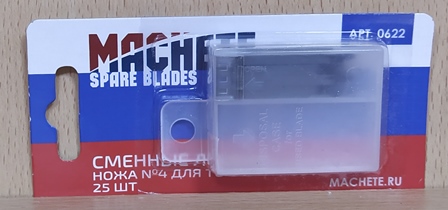 MACHETE
АРТ. 0622
SPARE BLADES
СМЕННЫЕ
НОЖА №4 ДЛЯ
25 ШТ.
MACHETE.RU